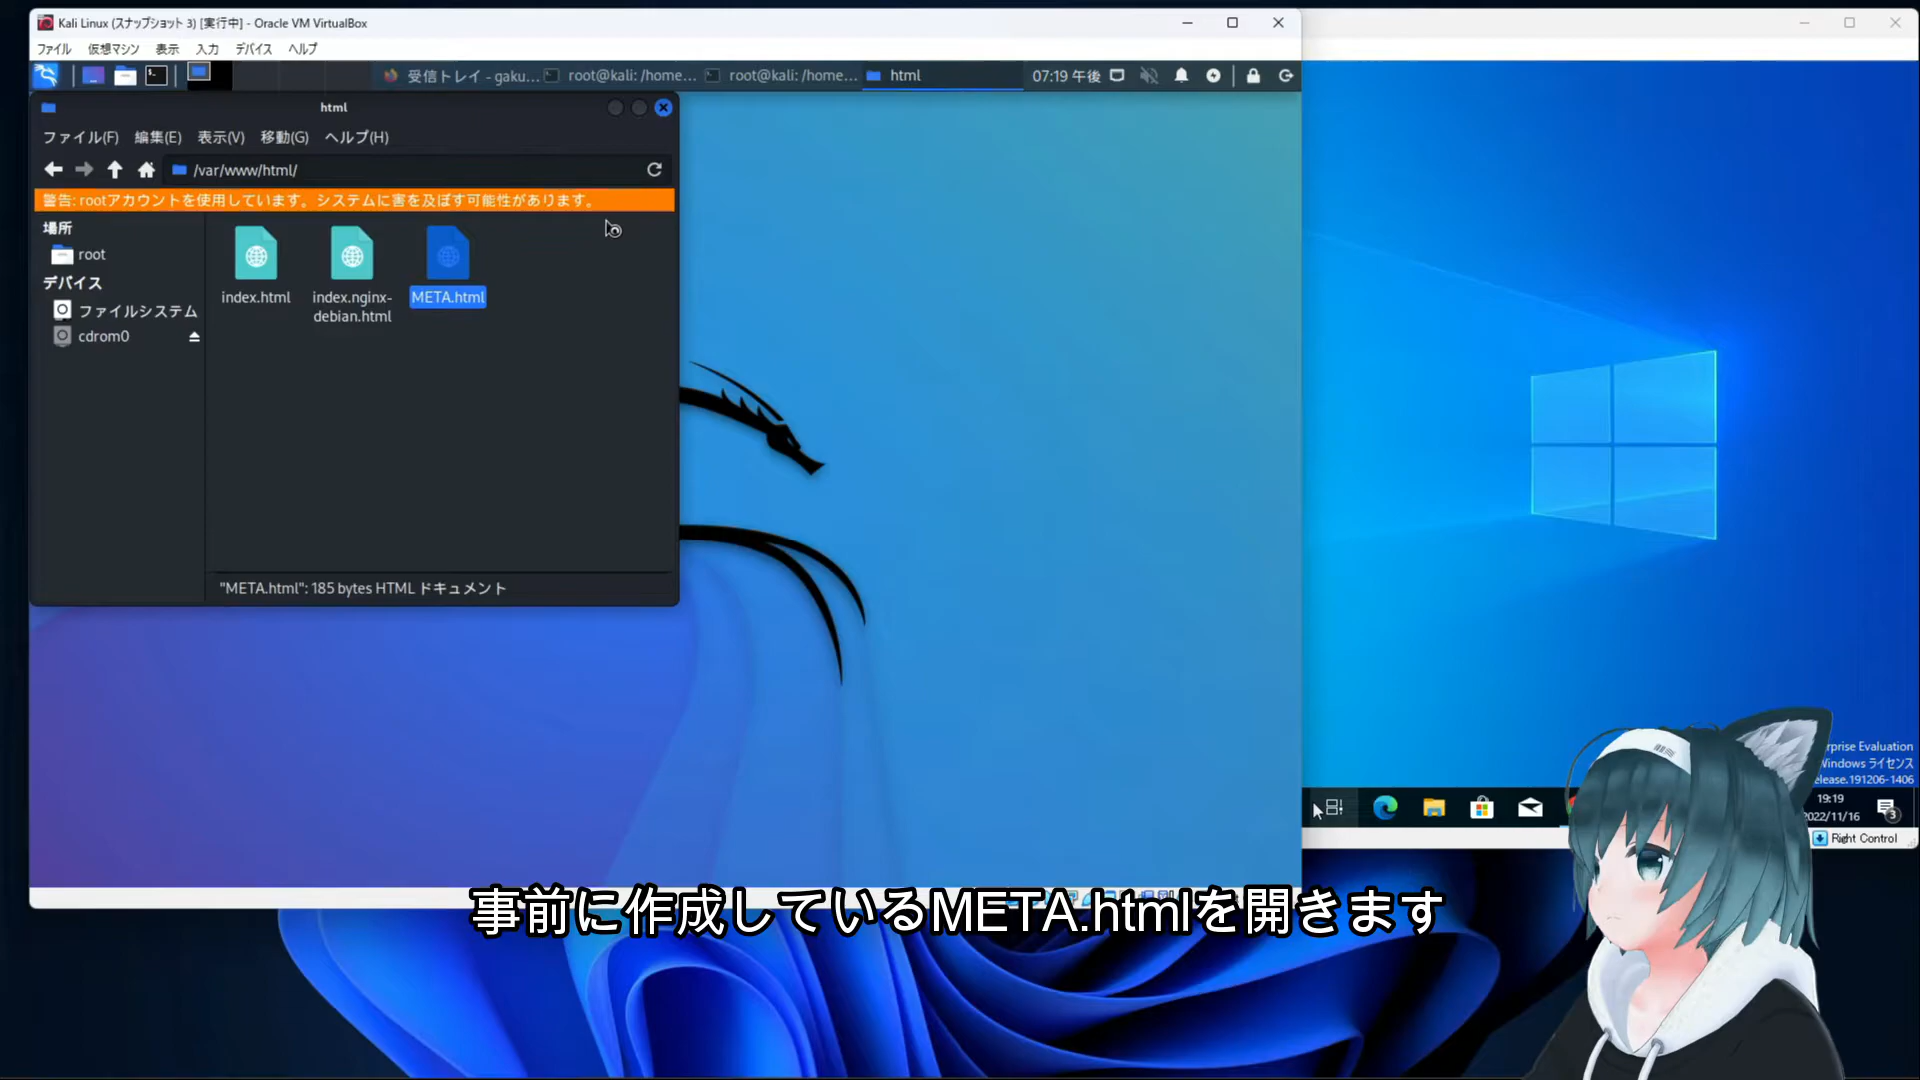 Kali Linux (スナップショット 3) [実行中] - Oracle VM VirtualBox
ファイル 仮想マシン 表示 入力 デバイス ヘルプ
受信トレイ - gaku... root@kali: /home... root@kali: /home... html 07:19 午後
html
ファイル(F) 編集(E) 表示(V) 移動(G) ヘルプ(H)
/var/www/html/
警告: rootアカウントを使用しています。システムに害を及ぼす可能性があります。
場所
root
デバイス
ファイルシステム
cdrom0
index.html
index.nginx-
debian.html
META.html
"META.html": 185 bytes HTML ドキュメント
rprise Evaluation
Windows ライセンス
elease.191206-1406
19:19
2022/11/16
3
Right Control
事前に作成しているMETA.htmlを開きます